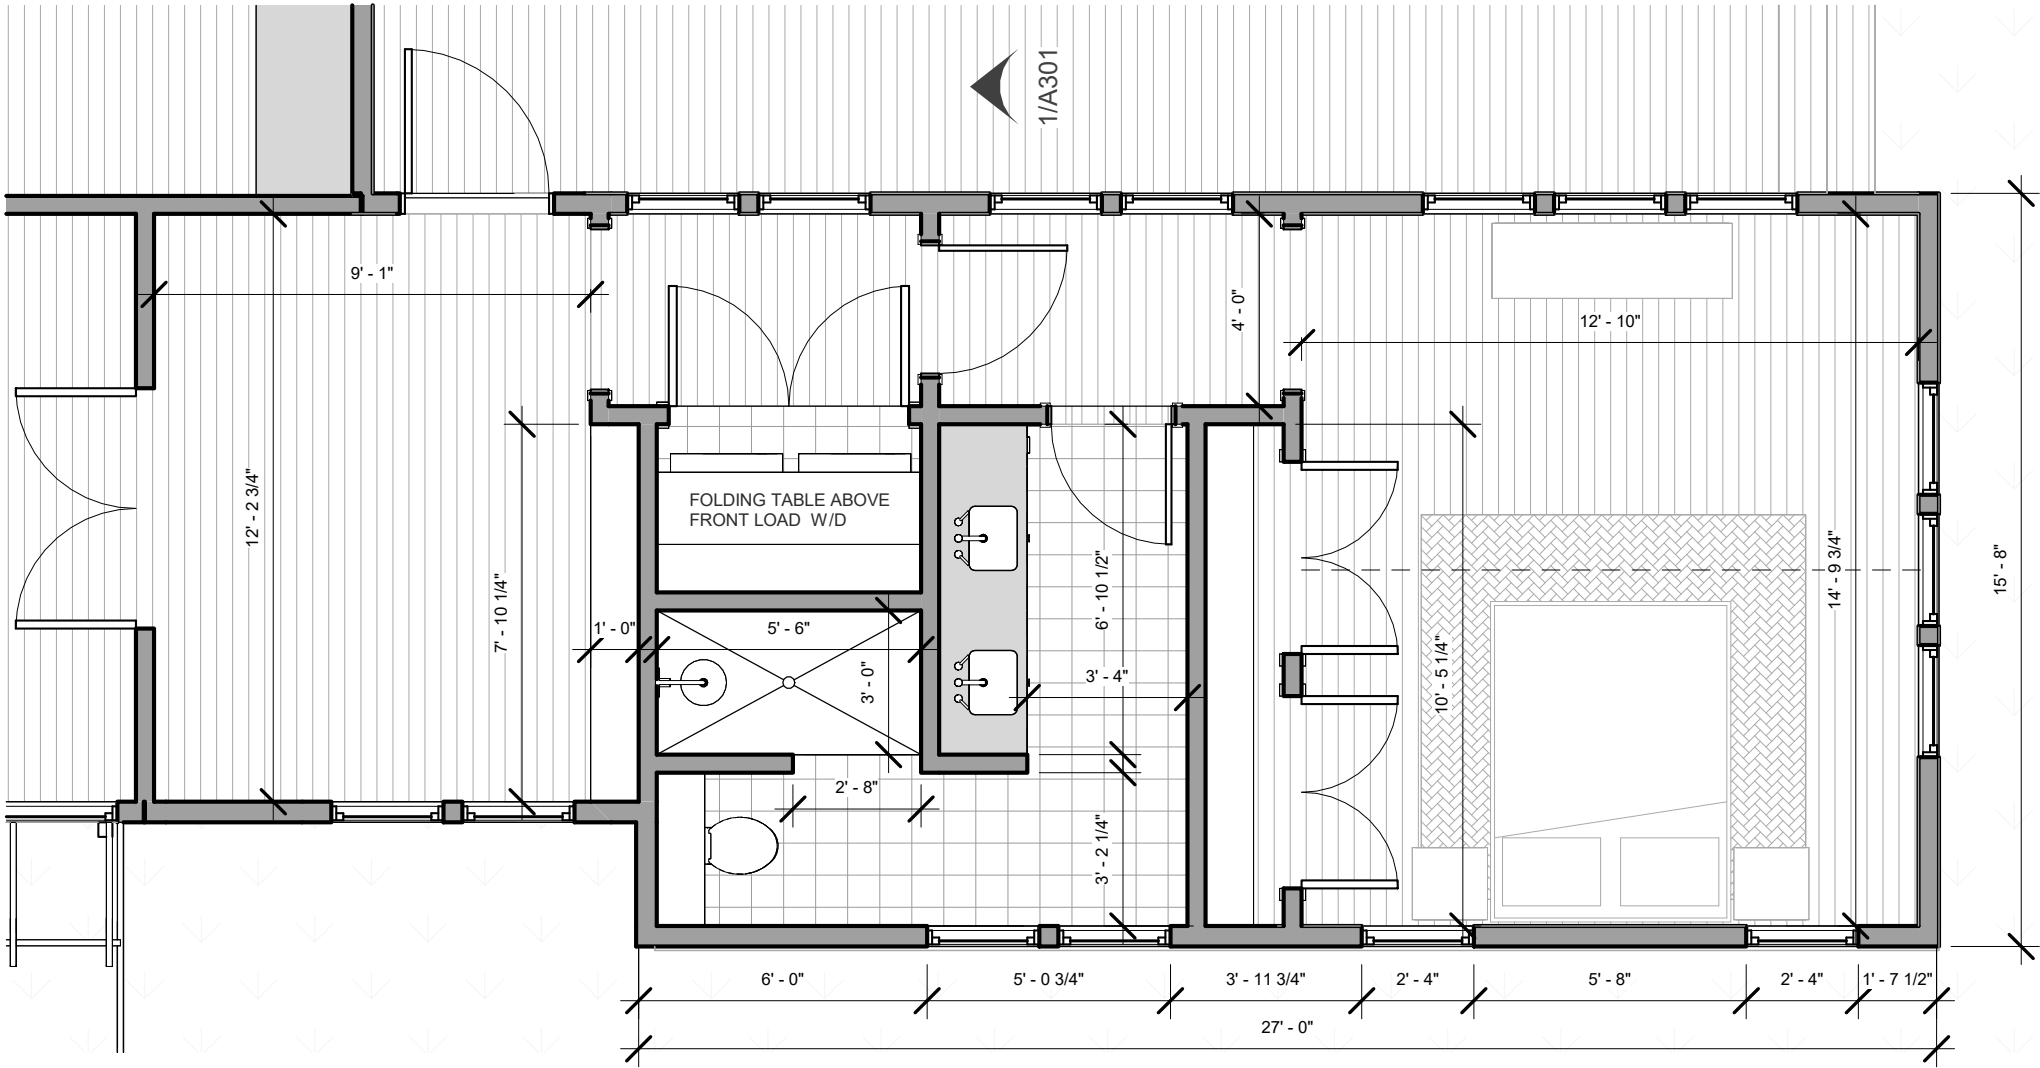 1/A301
9' - 1"
12' - 10"
4' - 0"
12' - 2 3/4"
FOLDING TABLE ABOVE
FRONT LOAD W/D
7' - 10 1/4"
6' - 10 1/2"
14' - 9 3/4"
15' - 8"
1' - 0"
5' - 6"
3' - 0"
3' - 4"
10' - 5 1/4"
2' - 8"
3' - 2 1/4"
6' - 0"
5' - 0 3/4"
3' - 11 3/4"
2' - 4"
5' - 8"
2' - 4"
1' - 7 1/2"
27' - 0"